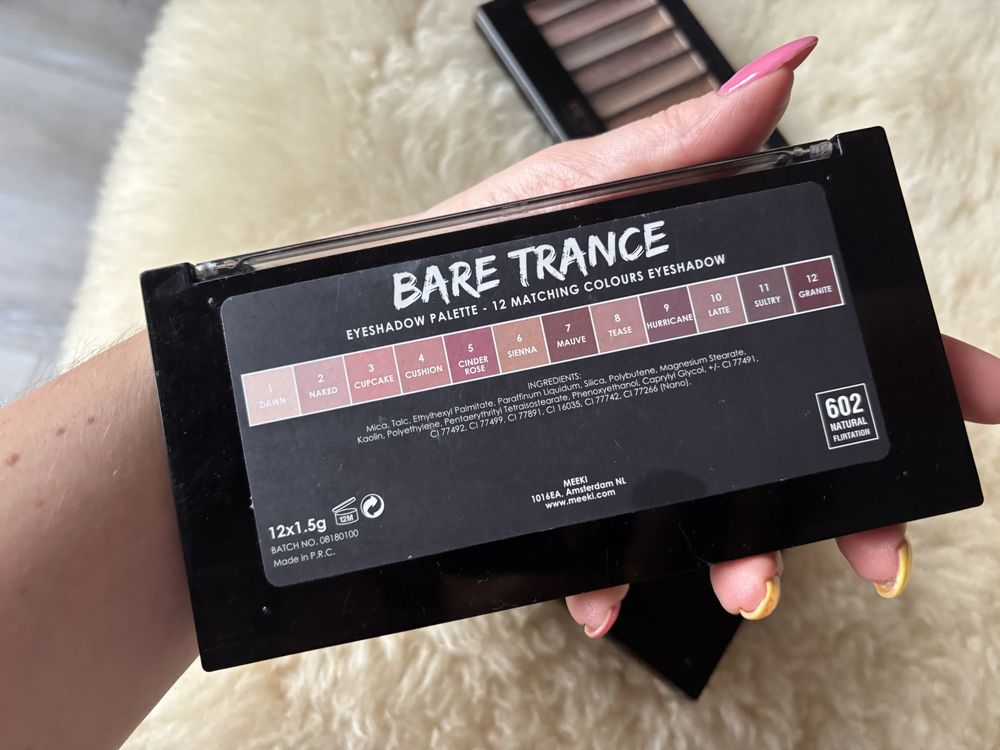 BARE TRANCE
EYESHADOW PALETTE - 12 MATCHING COLOURS EYESHADOW
1 DAWN
2 NAKED
3 CUPCAKE
4 CUSHION
5 CINDER ROSE
6 SIENNA
7 MAUVE
8 TEASE
9 HURRICANE
10 LATTE
11 SULTRY
12 GRANITE
INGREDIENTS:
Mica, Talc, Ethylhexyl Palmitate, Paraffinum Liquidum, Silica, Polybutene, Magnesium Stearate,
Kaolin, Polyethylene, Pentaerythrityl Tetraisostearate, Phenoxyethanol, Caprylyl Glycol, +/- CI 77491,
CI 77492, CI 77499, CI 77891, CI 16035, CI 77742, CI 77266 (Nano).
602
NATURAL
FLIRTATION
MEEKI
1016EA, Amsterdam NL
www.meeki.com
12x1.5g
12M
BATCH NO. 08180100
Made in P.R.C.